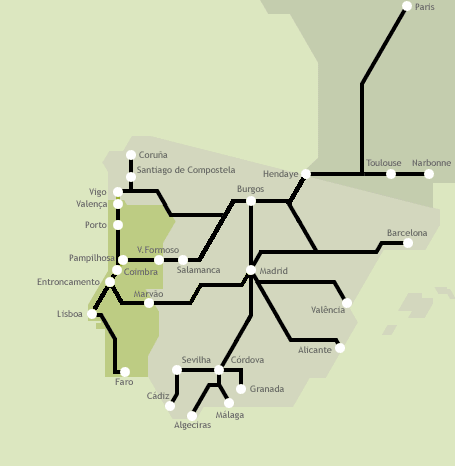 Paris
Coruña
Santiago de Compostela
Hendaye
Toulouse
Narbonne
Vigo
Burgos
Valença
Porto
Barcelona
Pampilhosa
V.Formoso
Coimbra
Salamanca
Madrid
Entroncamento
Marvão
Lisboa
Valência
Alicante
Sevilha
Córdova
Faro
Granada
Cádiz
Málaga
Algeciras